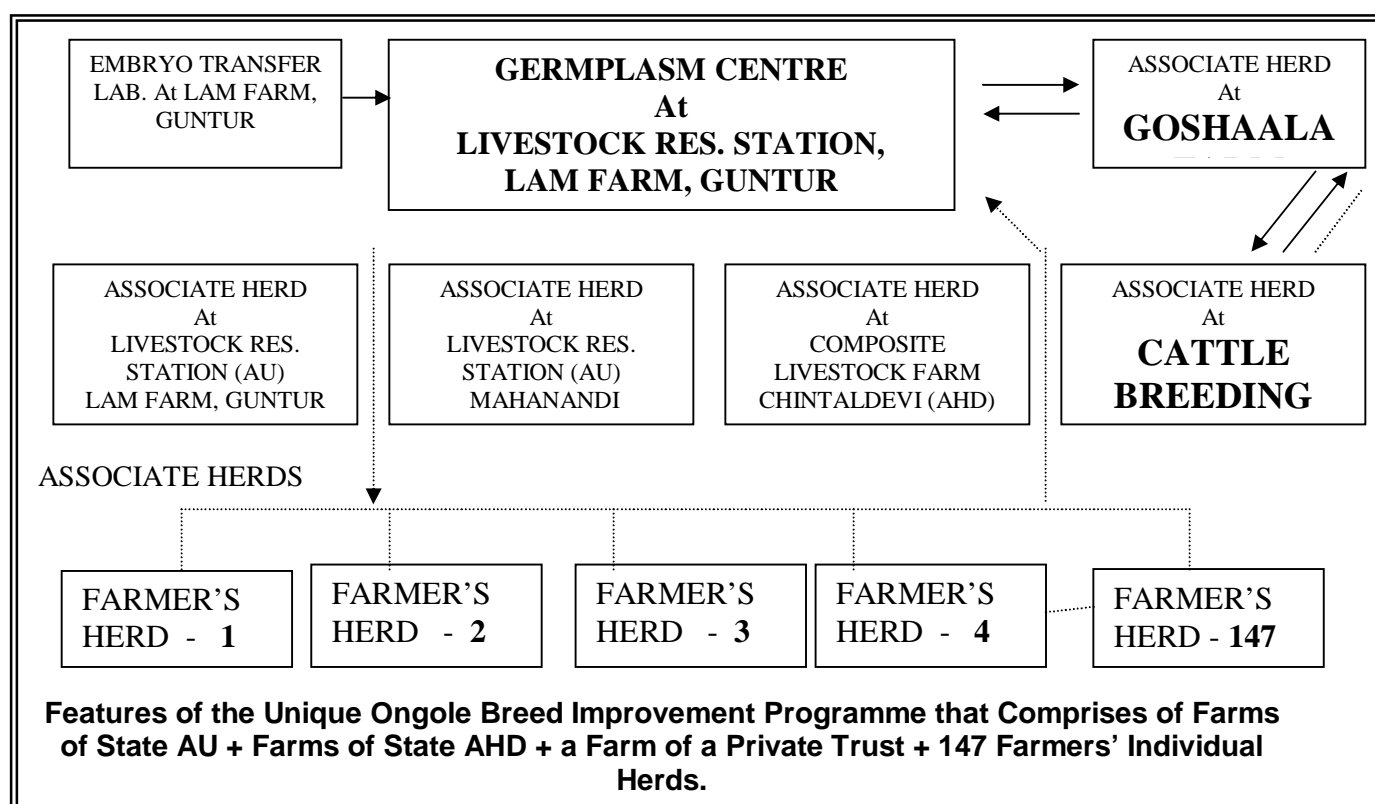 EMBRYO TRANSFER
LAB. At LAM FARM,
GUNTUR
GERMPLASM CENTRE
At
LIVESTOCK RES. STATION,
LAM FARM, GUNTUR
ASSOCIATE HERD
At
GOSHAALA
ASSOCIATE HERD
At
LIVESTOCK RES.
STATION (AU)
LAM FARM, GUNTUR
ASSOCIATE HERD
At
LIVESTOCK RES.
STATION (AU)
MAHANANDI
ASSOCIATE HERD
At
COMPOSITE
LIVESTOCK FARM
CHINTALDEVI (AHD)
ASSOCIATE HERD
At
CATTLE
BREEDING
ASSOCIATE HERDS
FARMER'S
HERD - 1
FARMER'S
HERD - 2
FARMER'S
HERD - 3
FARMER'S
HERD - 4
FARMER'S
HERD - 147
Features of the Unique Ongole Breed Improvement Programme that Comprises of Farms
of State AU + Farms of State AHD + a Farm of a Private Trust + 147 Farmers' Individual
Herds.